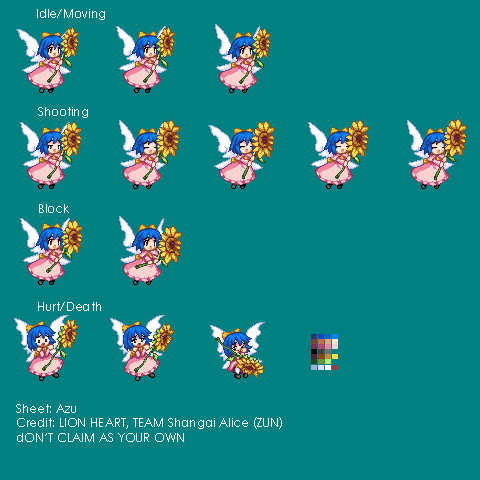 Idle/Moving
Shooting
Block
Hurt/Death
Sheet: Azu
Credit: LION HEART, TEAM Shangai Alice (ZUN)
dON'T CLAIM AS YOUR OWN